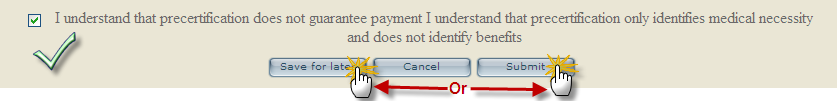 I understand that precertification does not guarantee payment I understand that precertification only identifies medical necessity
and does not identify benefits
Save for late Cancel Submit
Or